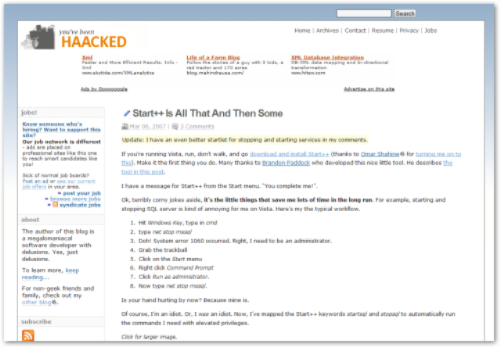 Search
you've been
HAACKED
Home | Archives | Contact | Resume | Privacy | Jobs
Xml
Faster and More Efficient Results. Info -
Xml
www.akotida.com/XMLanalytics
Life of a Farm Blog
Follow the stories of a guy with 5 kids, a
red tractor and 170 acres
blog.mahindrausa.com/
XML Database Integration
DB-XML data mapping and bi-directional
transformation
www.hitsw.com
Ads by Goooooogle
Advertise on this site
jobs!
Know someone who's
hiring? Want to support this
site?
Our job network is different
- ads are placed on
professional sites like this one
to reach smart candidates like
you!
Sick of normal job boards?
Post an ad or see our current
job offers in your area.
» post your job
» browse more jobs
» syndicate jobs
about
The author of this blog is
a megalomaniacal
software developer with
delusions. Yes, just
delusions.
To learn more, keep
reading...
For non-geek friends and
family, check out my
other blog.
subscribe
Start++ Is All That And Then Some
Mar 06, 2007 | 3 Comments
Update: I have an even better startlet for stopping and starting services in my comments.
If you're running Vista, run, don't walk, and go download and install Start++ (thanks to Omar Shahine for turning me on to
this). Make it the first thing you do. Many thanks to Brandon Paddock who developed this nice little tool. He describes the
tool in this post.
I have a message for Start++ from the Start menu. "You complete me!".
Ok, terribly corny jokes aside, it's the little things that save me lots of time in the long run. For example, starting and
stopping SQL server is kind of annoying for me on Vista. Here's my the typical workflow.
1. Hit Windows Key, type in cmd
2. type net stop mssql
3. Doh! System error 1060 occurred. Right, I need to be an administrator.
4. Grab the trackball
5. Click on the Start menu
6. Right click Command Prompt
7. Click Run as administrator.
8. Now type net stop mssql.
Is your hand hurting by now? Because mine is.
Of course, I'm an idiot. Or, I was an idiot. Now, I've mapped the Start++ keywords startsql and stopsql to automatically run
the commands I need with elevated privileges.
Click for larger image.